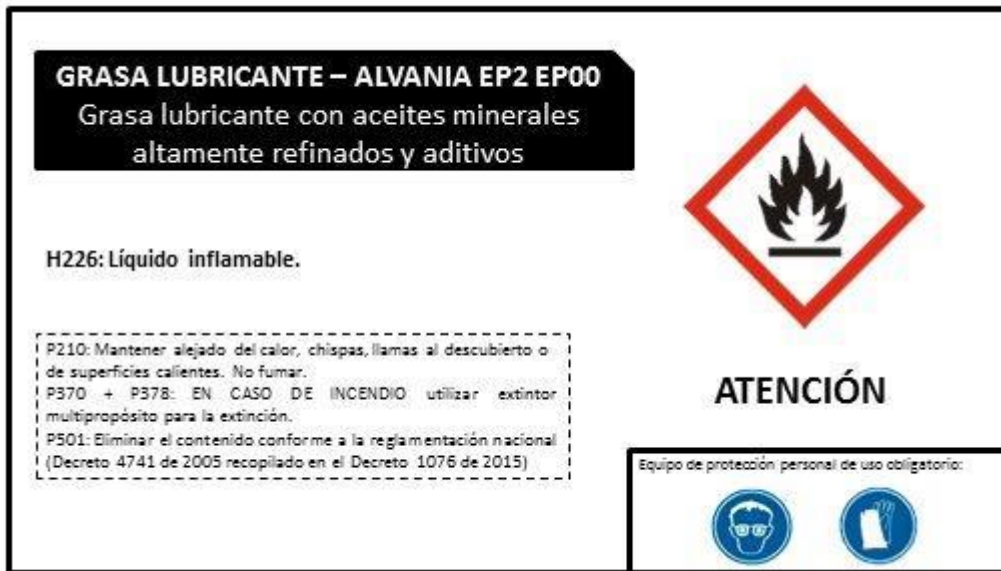 GRASA LUBRICANTE – ALVANIA EP2 EP00
Grasa lubricante con aceites minerales
altamente refinados y aditivos
H226: Líquido inflamable.
P210: Mantener alejado del calor, chispas, llamas al descubierto o
de superficies calientes. No fumar.
P370 + P378: EN CASO DE INCENDIO utilizar extintor
multipropósito para la extinción.
P501: Eliminar el contenido conforme a la reglamentación nacional
(Decreto 4741 de 2005 recopilado en el Decreto 1076 de 2015)
ATENCIÓN
Equipo de protección personal de uso obligatorio: